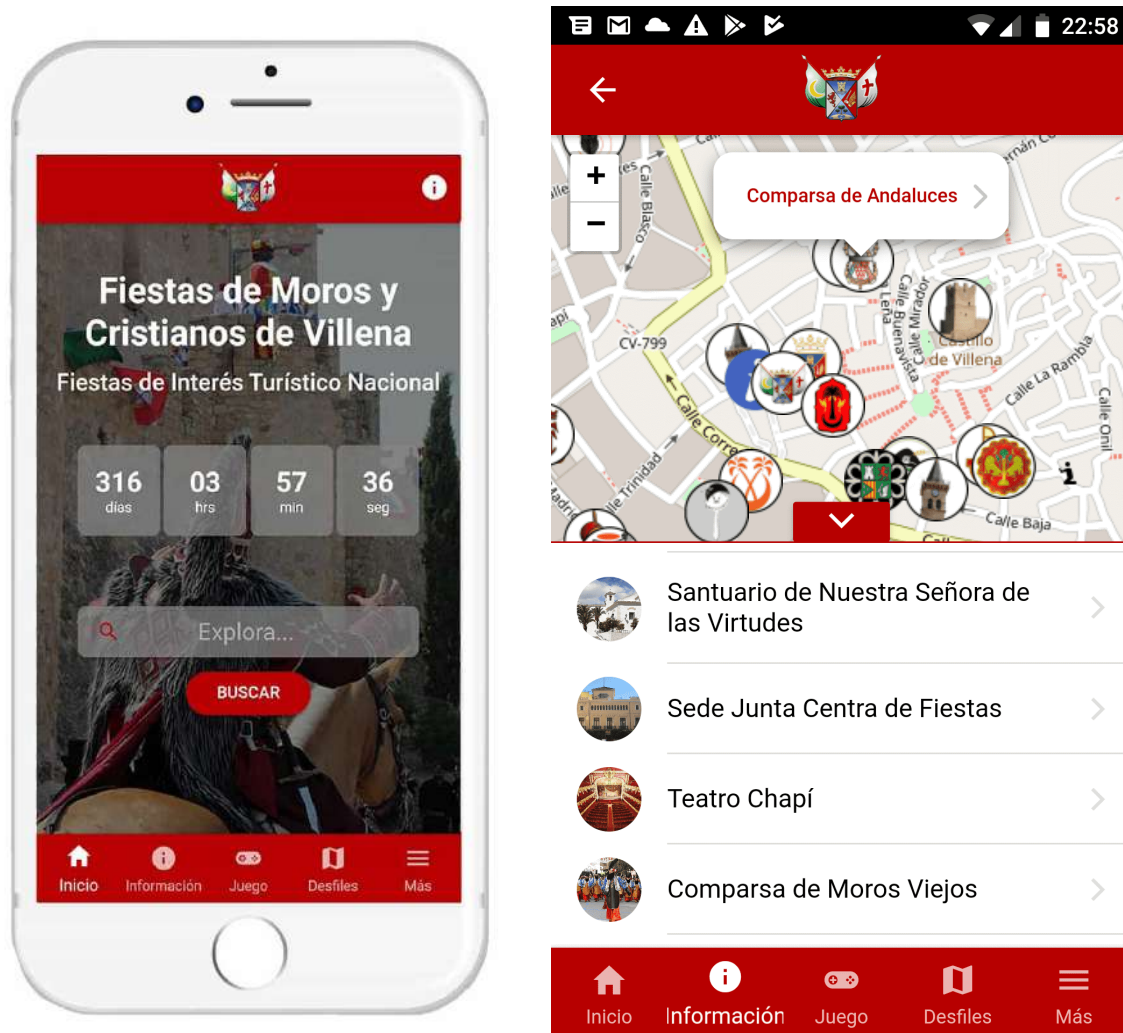 Fiestas de Moros y
Cristianos de Villena
Fiestas de Interés Turístico Nacional
316
días
03
hrs
57
min
36
seg
Explora...
BUSCAR
Inicio
Información
Juego
Desfiles
Más
22:58
+
−
Comparsa de Andaluces
Calle Blasco
CV-799
Calle Buenavista
Calle Mirador
Castillo
de Villena
Calle La Rambla
Calle Onil
Calle Corre
Trinidad
Calle Baja
Santuario de Nuestra Señora de
las Virtudes
Sede Junta Centra de Fiestas
Teatro Chapí
Comparsa de Moros Viejos
Inicio
Información
Juego
Desfiles
Más